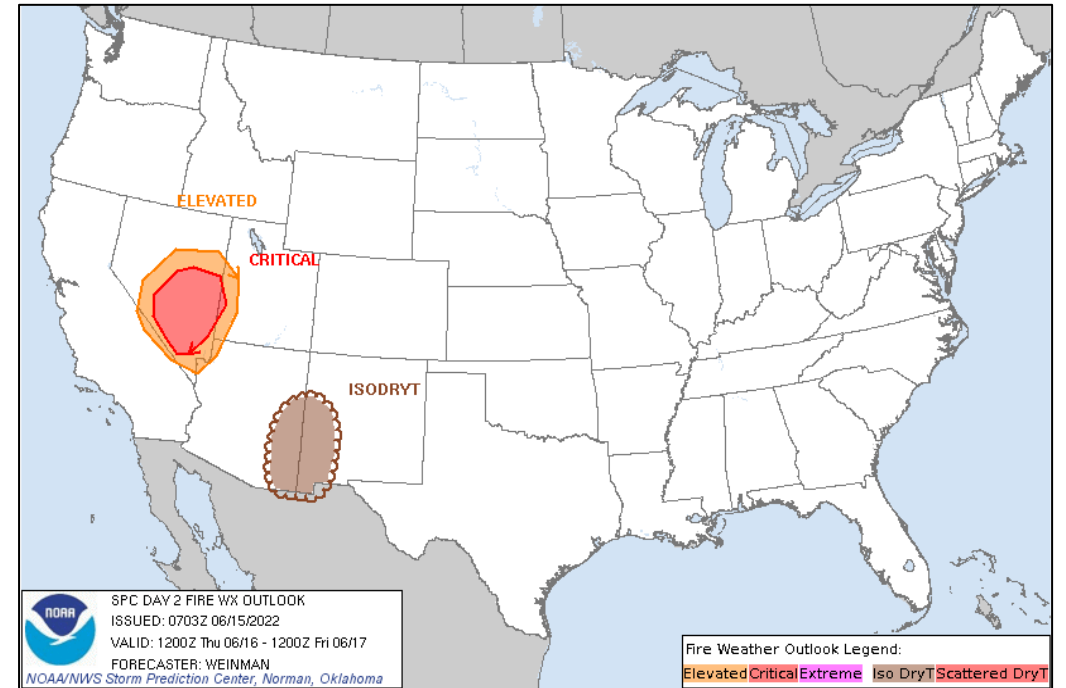 ELEVATED
CRITICAL
ISODRYT
NOAA
SPC DAY 2 FIRE WX OUTLOOK
ISSUED: 0703Z 06/15/2022
VALID: 1200Z Thu 06/16 - 1200Z Fri 06/17
FORECASTER: WEINMAN
NOAA/NWS Storm Prediction Center, Norman, Oklahoma
Fire Weather Outlook Legend:
Elevated Critical Extreme Iso DryT Scattered DryT